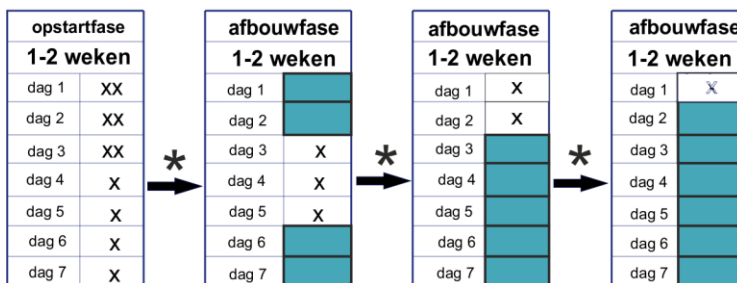 opstartfase
1-2 weken
dag 1 XX
dag 2 XX
dag 3 XX
dag 4 X
dag 5 X
dag 6 X
dag 7 X
*
afbouwfase
1-2 weken
dag 1
dag 2
dag 3 X
dag 4 X
dag 5 X
dag 6
dag 7
*
afbouwfase
1-2 weken
dag 1 X
dag 2 X
dag 3
dag 4
dag 5
dag 6
dag 7
*
afbouwfase
1-2 weken
dag 1 X
dag 2
dag 3
dag 4
dag 5
dag 6
dag 7